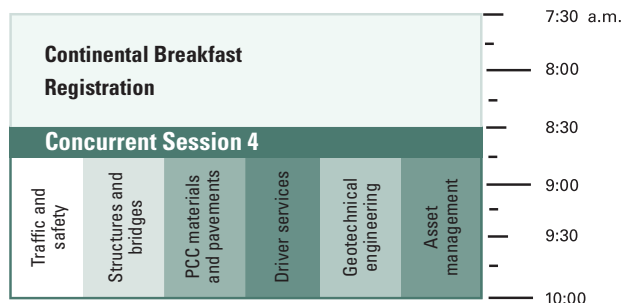 7:30 a.m.
Continental Breakfast
Registration
8:00
8:30
Concurrent Session 4
Traffic and
safety
Structures and
bridges
PCC materials
and pavements
Driver services
Geotechnical
engineering
Asset
management
9:00
9:30
10:00